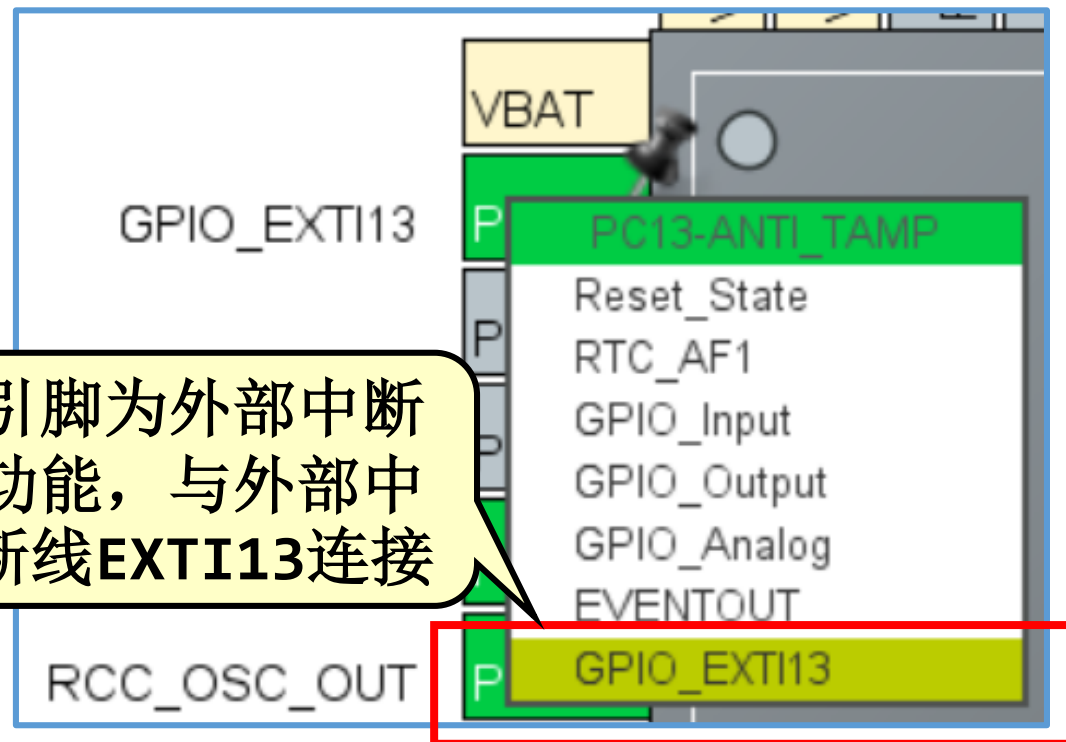 VBAT
GPIO_EXTI13
P
PC13-ANTI_TAMP
Reset_State
P
RTC_AF1
引脚为外部中断
GPIO_Input
功能，与外部中
GPIO_Output
断线EXTI13连接
GPIO_Analog
EVENTOUT
RCC_OSC_OUT
P
GPIO_EXTI13